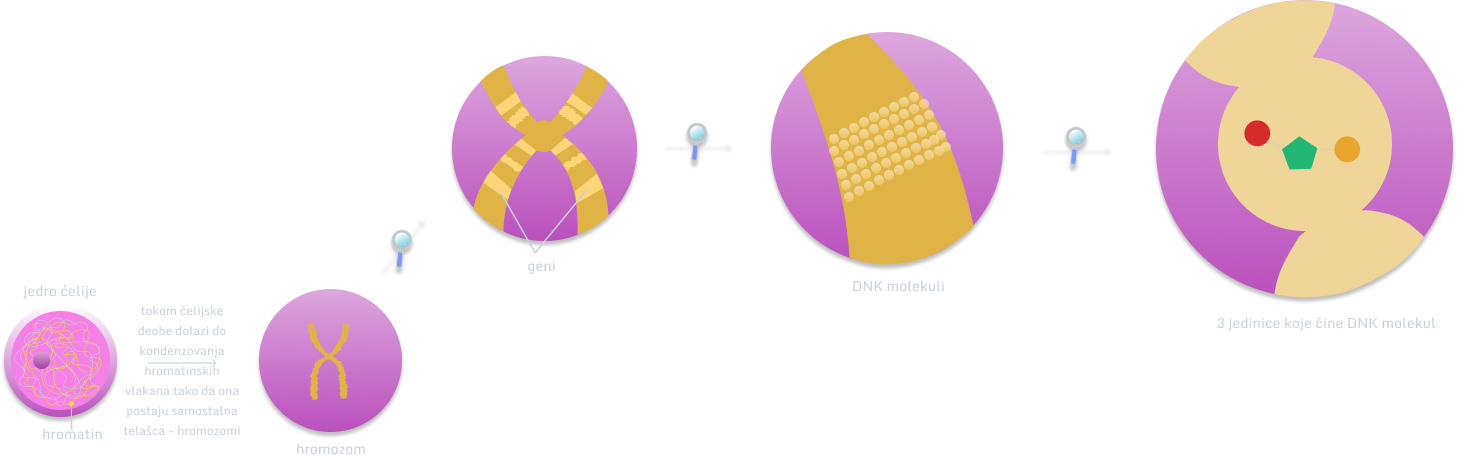 jedro ćelije
hromatin
tokom ćelijske
deobe dolazi do
kondenzovanja
hromatinskih
vlakana tako da ona
postaju samostalna
telašca - hromozomi
hromozom
geni
DNK molekuli
3 jedinice koje čine DNK molekul